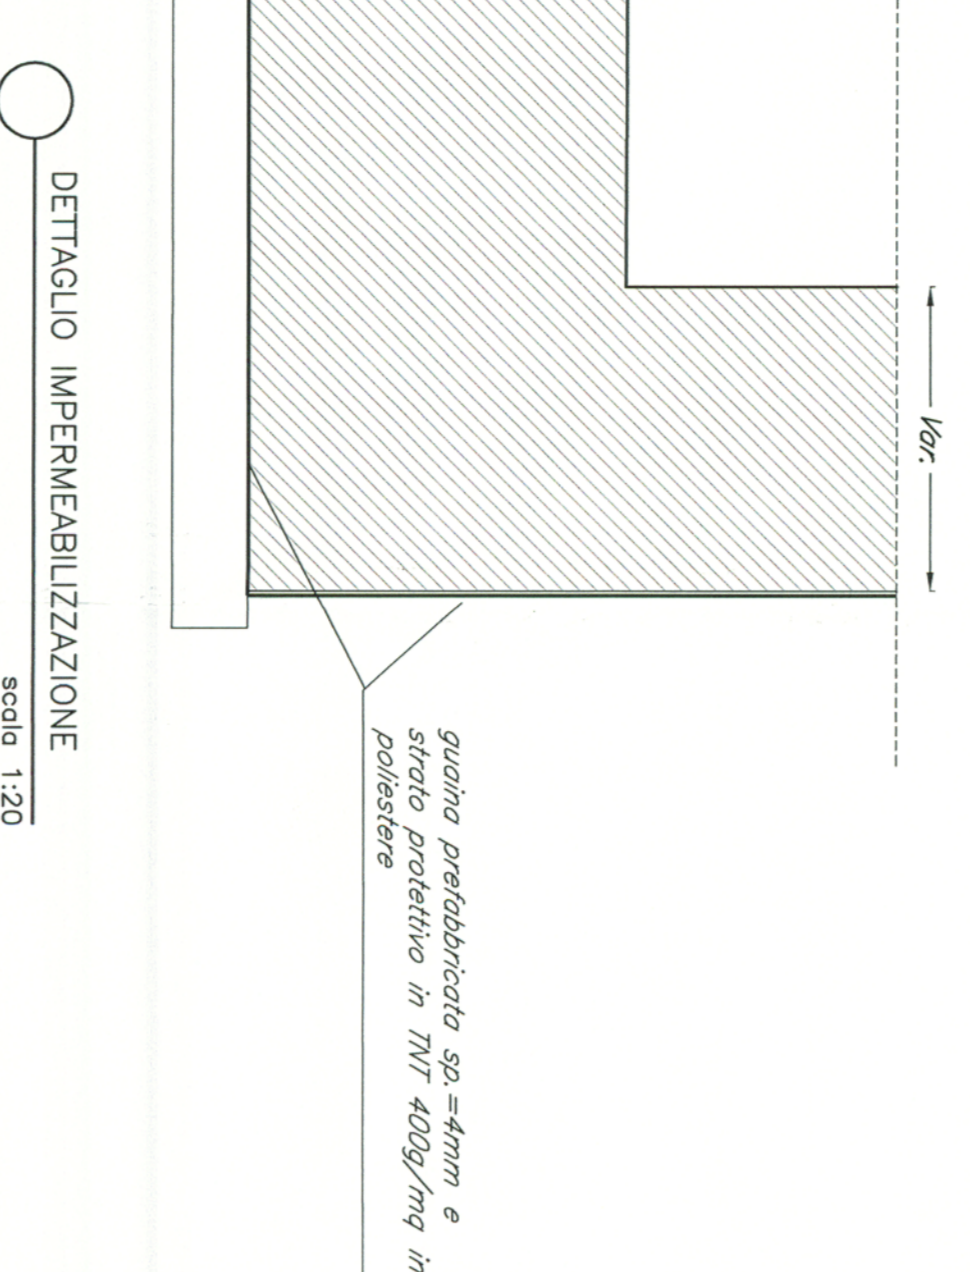 Var.
guaina prefabbricata sp.=4mm e
strato protettivo in TNT 400g/mq in
poliestere
DETTAGLIO IMPERMEABILIZZAZIONE
scala 1:20